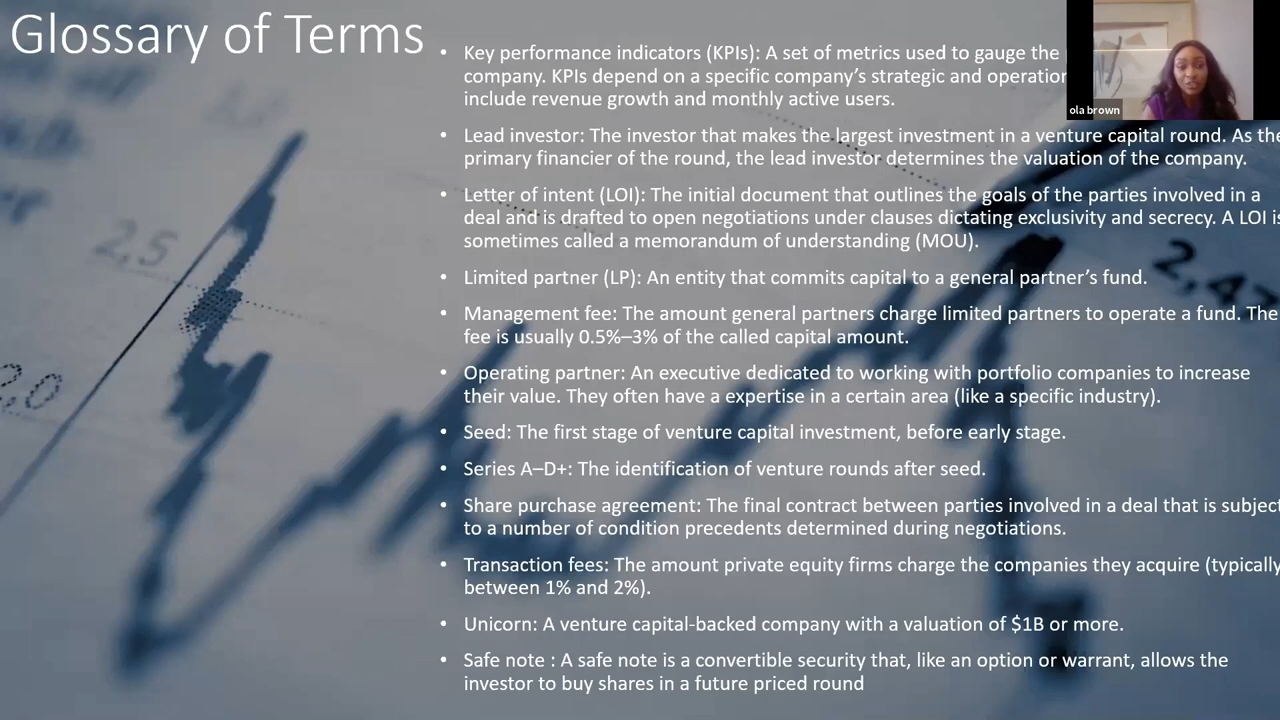 Glossary of Terms
• Key performance indicators (KPIs): A set of metrics used to gauge the
company. KPIs depend on a specific company's strategic and
include revenue growth and monthly active users.
ola brown
• Lead investor: The investor that makes the largest investment in a venture capital round. As the
primary financier of the round, the lead investor determines the valuation of the company.
• Letter of intent (LOI): The initial document that outlines the goals of the parties involved in a
deal and is drafted to open negotiations under clauses dictating exclusivity and secrecy. A LOI is
sometimes called a memorandum of understanding (MOU).
• Limited partner (LP): An entity that commits capital to a general partner's fund.
• Management fee: The amount general partners charge limited partners to operate a fund. The
fee is usually 0.5%–3% of the called capital amount.
• Operating partner: An executive dedicated to working with portfolio companies to increase
their value. They often have a expertise in a certain area (like a specific industry).
• Seed: The first stage of venture capital investment, before early stage.
• Series A–D+: The identification of venture rounds after seed.
• Share purchase agreement: The final contract between parties involved in a deal that is subject
to a number of condition precedents determined during negotiations.
• Transaction fees: The amount private equity firms charge the companies they acquire (typically
between 1% and 2%).
• Unicorn: A venture capital-backed company with a valuation of $1B or more.
• Safe note : A safe note is a convertible security that, like an option or warrant, allows the
investor to buy shares in a future priced round
2,5
2,0
2,47